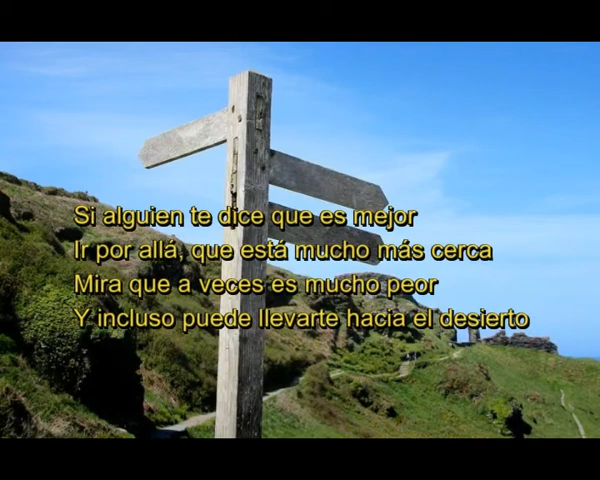 Si alguien te dice que es mejor
Ir por allá, que está mucho más cerca
Mira que a veces es mucho peor
Y incluso puede llevarte hacia el desierto